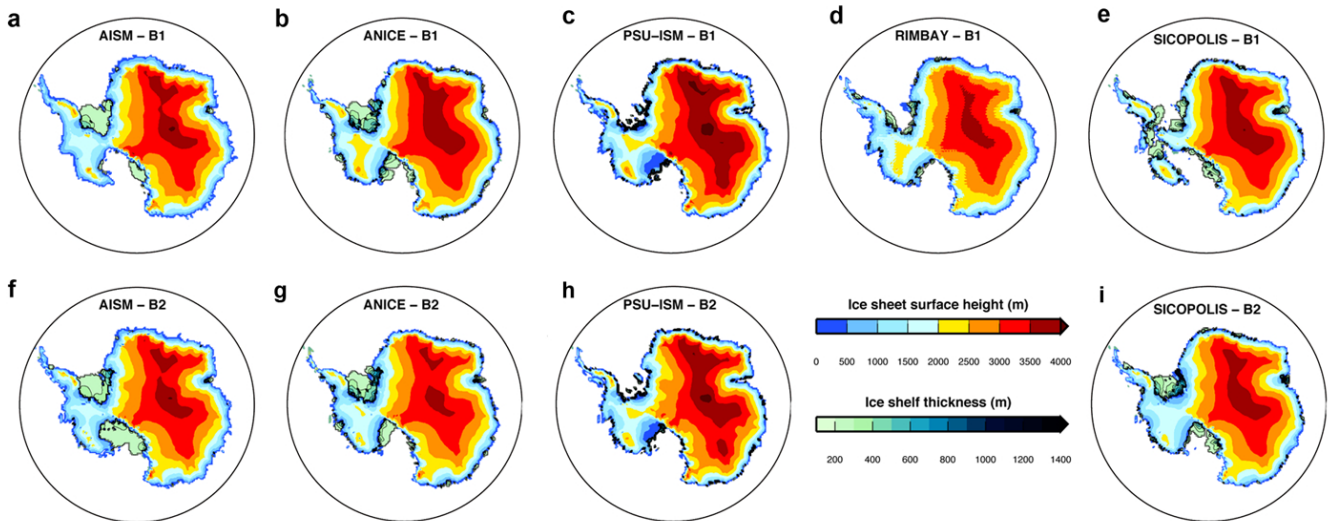 a
AISM – B1
b
ANICE – B1
c
PSU–ISM – B1
d
RIMBAY – B1
e
SICOPOLIS – B1
f
AISM – B2
g
ANICE – B2
h
PSU–ISM – B2
Ice sheet surface height (m)
0 500 1000 1500 2000 2500 3000 3500 4000
Ice shelf thickness (m)
200 400 600 800 1000 1200 1400
i
SICOPOLIS – B2